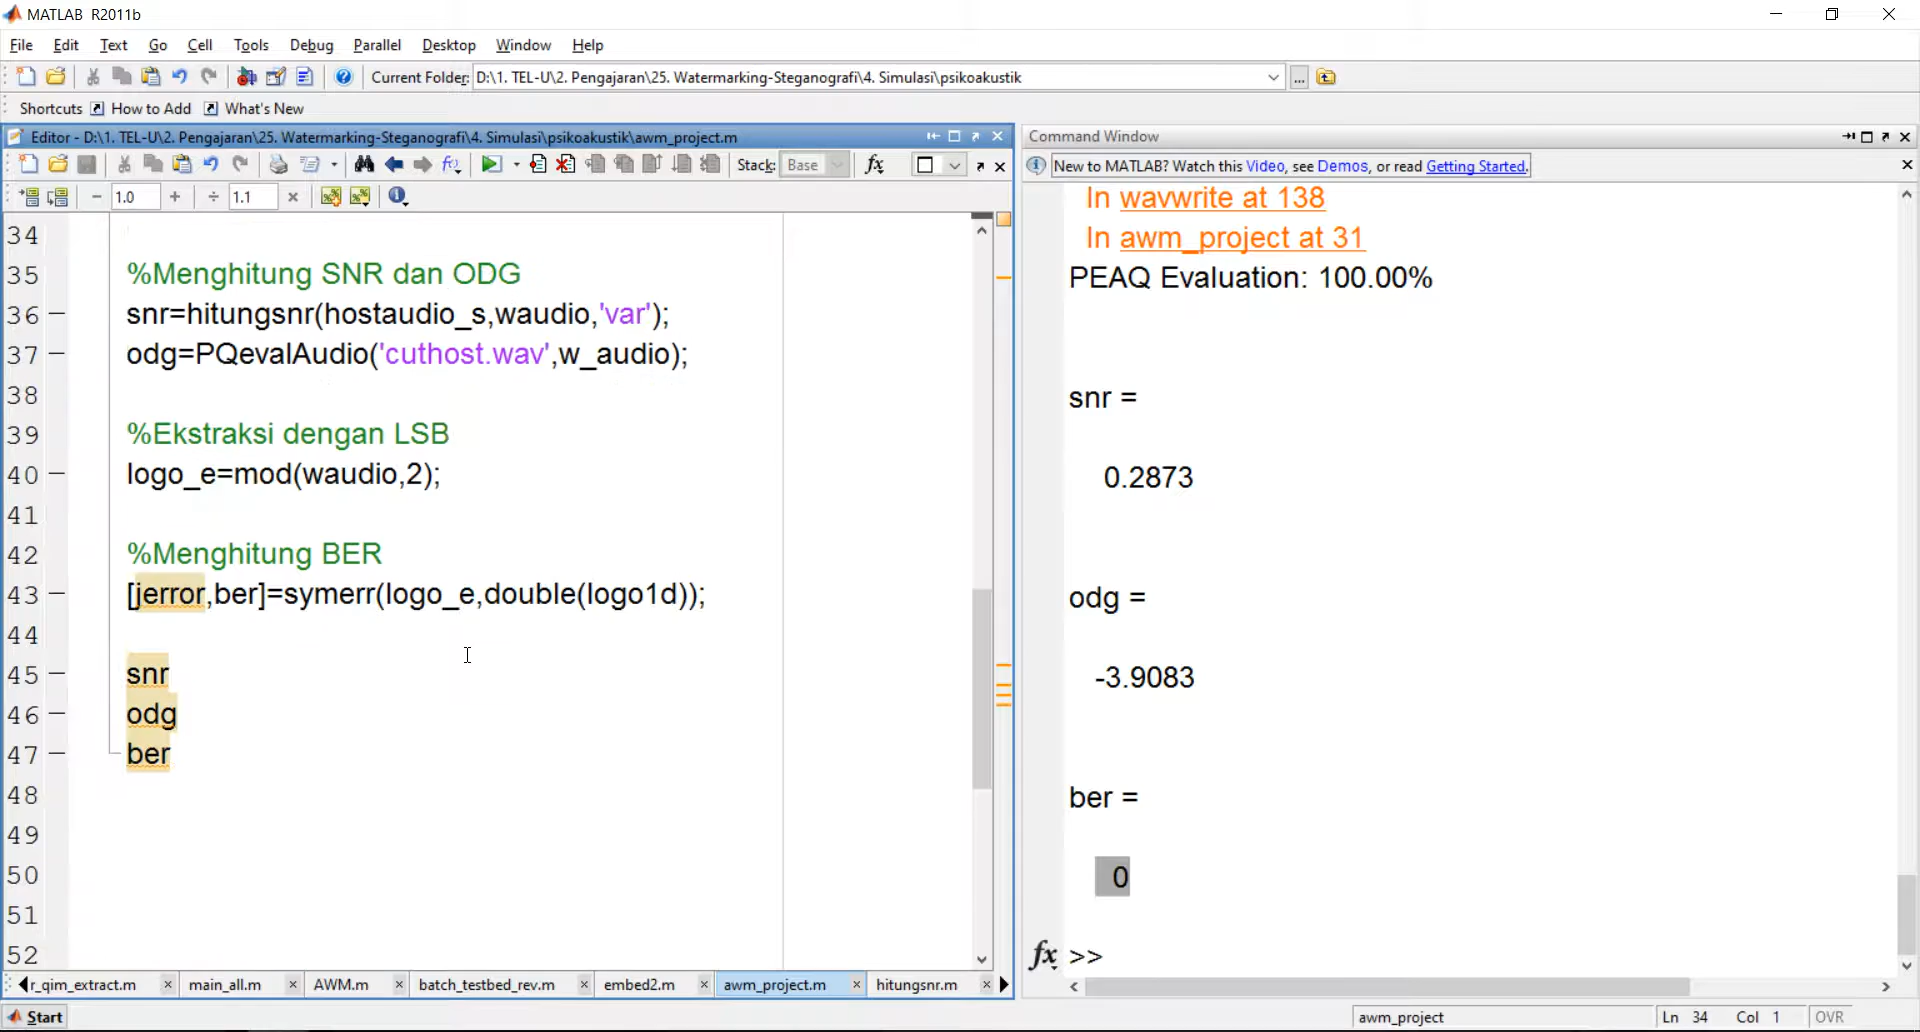 MATLAB R2011b
File Edit Text Go Cell Tools Debug Parallel Desktop Window Help
Current Folder: D:\1. TEL-U\2. Pengajaran\25. Watermarking-Steganografi\4. Simulasi\psikoakustik
Shortcuts How to Add What's New
Editor - D:\1. TEL-U\2. Pengajaran\25. Watermarking-Steganografi\4. Simulasi\psikoakustik\awm_project.m
Stack: Base fx
− 1.0 + ÷ 1.1 ×
34
35 %Menghitung SNR dan ODG
36 – snr=hitungsnr(hostaudio_s,waudio,'var');
37 – odg=PQevalAudio('cuthost.wav',w_audio);
38
39 %Ekstraksi dengan LSB
40 – logo_e=mod(waudio,2);
41
42 %Menghitung BER
43 – [jerror,ber]=symerr(logo_e,double(logo1d));
44
45 – snr
46 – odg
47 – ber
48
49
50
51
52
r_qim_extract.m × main_all.m × AWM.m × batch_testbed_rev.m × embed2.m × awm_project.m × hitungsnr.m ×
Command Window
New to MATLAB? Watch this Video, see Demos, or read Getting Started.
In wavwrite at 138
In awm_project at 31
PEAQ Evaluation: 100.00%
snr =
0.2873
odg =
-3.9083
ber =
0
fx >>
Start
awm_project Ln 34 Col 1 OVR